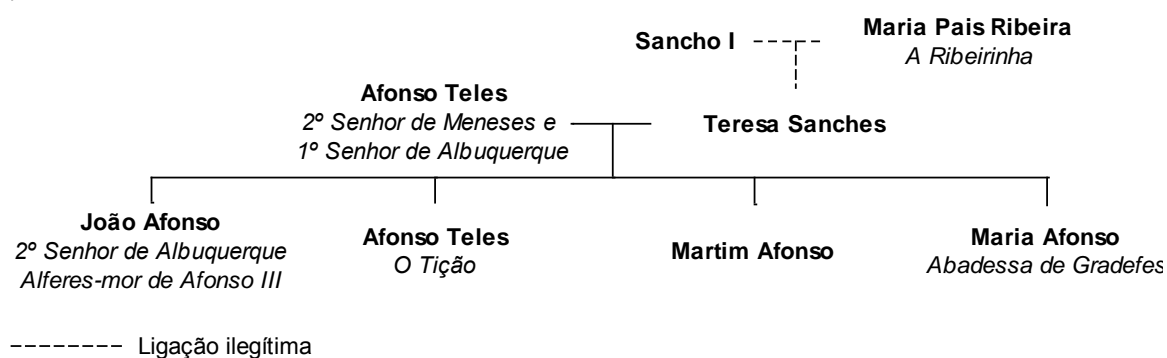 Sancho I
Maria Pais Ribeira
A Ribeirinha
Afonso Teles
2º Senhor de Meneses e
1º Senhor de Albuquerque
Teresa Sanches
João Afonso
2º Senhor de Albuquerque
Alferes-mor de Afonso III
Afonso Teles
O Tição
Martim Afonso
Maria Afonso
Abadessa de Gradefes
Ligação ilegítima